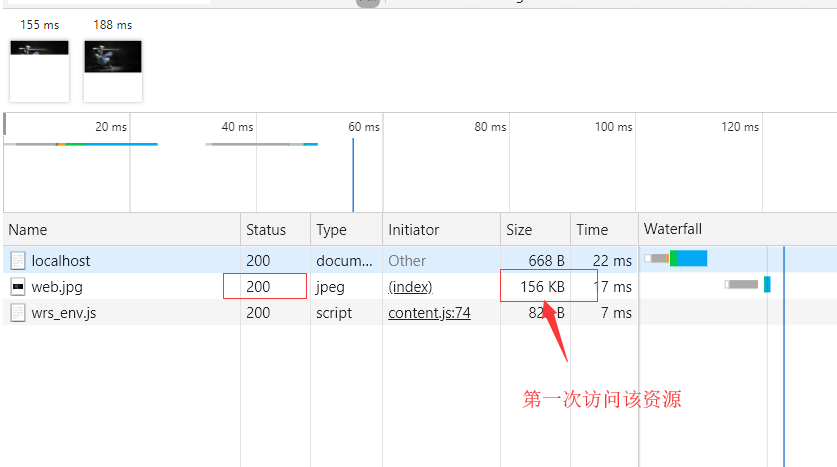 155 ms 188 ms
20 ms 40 ms 60 ms 80 ms 100 ms 120 ms
Name Status Type Initiator Size Time Waterfall
localhost 200 docum... Other 668 B 22 ms
web.jpg 200 jpeg (index) 156 KB 17 ms
wrs_env.js 200 script content.js:74 B 7 ms
第一次访问该资源